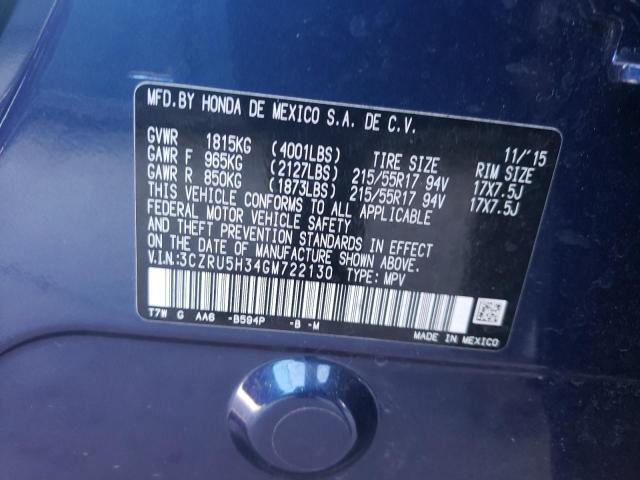 MFD.BY HONDA DE MEXICO S.A. DE C.V.
11/'15
GVWR 1815KG (4001LBS) TIRE SIZE RIM SIZE
GAWR F 965KG (2127LBS) 215/55R17 94V 17X7.5J
GAWR R 850KG (1873LBS) 215/55R17 94V 17X7.5J
THIS VEHICLE CONFORMS TO ALL APPLICABLE
FEDERAL MOTOR VEHICLE SAFETY
AND THEFT PREVENTION STANDARDS IN EFFECT
ON THE DATE OF MANUFACTURE SHOWN ABOVE.
V.I.N:3CZRU5H34GM722130 TYPE: MPV
T7W G AA6 -B594P -B -M
MADE IN MEXICO